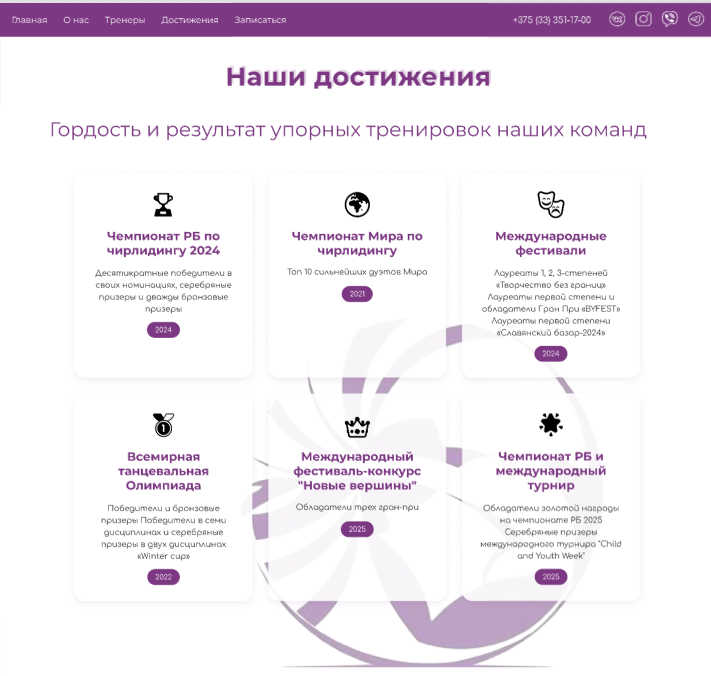 Главная О нас Тренеры Достижения Записаться +375 (33) 351-17-00
Наши достижения
Гордость и результат упорных тренировок наших команд
Чемпионат РБ по
чирлидингу 2024
Десятикратные победители в
своих номинациях, серебряные
призеры и дважды бронзовые
призеры
2024
Чемпионат Мира по
чирлидингу
Топ 10 сильнейших дуэтов Мира
2021
Международные
фестивали
Лауреаты 1, 2, 3-степеней
«Творчество без границ»
Лауреаты первой степени и
обладатели Гран При «BYFEST»
Лауреаты первой степени
«Славянский базар-2024»
2024
Всемирная
танцевальная
Олимпиада
Победители и бронзовые
призеры Победители в семи
дисциплинах и серебряные
призеры в двух дисциплинах
«Winter cup»
2022
Международный
фестиваль-конкурс
"Новые вершины"
Обладатели трех гран-при
2025
Чемпионат РБ и
международный
турнир
Обладатели золотой награды
на чемпионате РБ 2025
Серебряные призеры
международного турнира "Child
and Youth Week"
2025